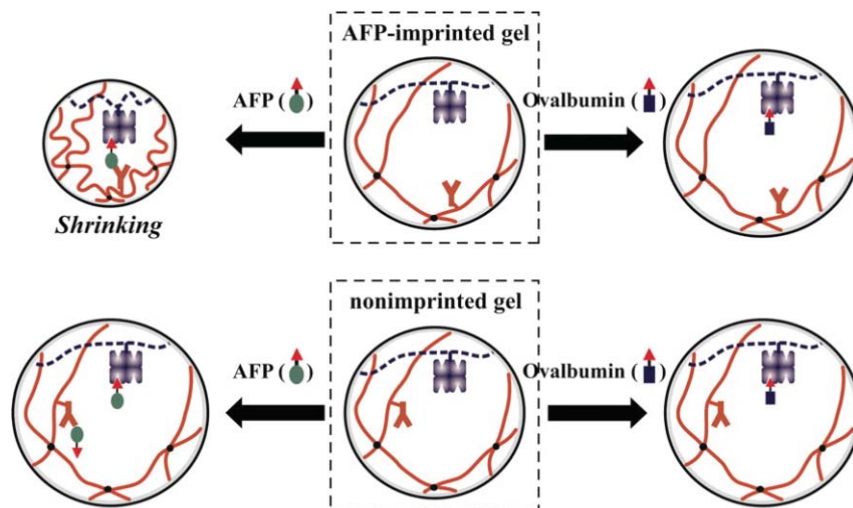 AFP-imprinted gel
AFP ( )
Ovalbumin ( )
Shrinking
nonimprinted gel
AFP ( )
Ovalbumin ( )